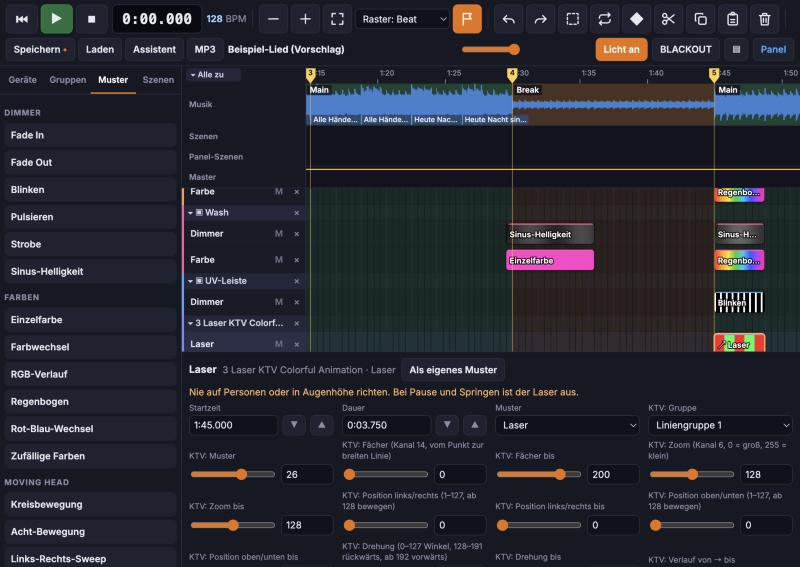 0:00.000 128 BPM Raster: Beat
Speichern • Laden Assistent MP3 Beispiel-Lied (Vorschlag) Licht an BLACKOUT Panel
Geräte Gruppen Muster Szenen
DIMMER
Fade In
Fade Out
Blinken
Pulsieren
Strobe
Sinus-Helligkeit
FARBEN
Einzelfarbe
Farbwechsel
RGB-Verlauf
Regenbogen
Rot-Blau-Wechsel
Zufällige Farben
MOVING HEAD
Kreisbewegung
Acht-Bewegung
Links-Rechts-Sweep
Alle zu
3 :15 1:20 1:25 4 1:35 1:40 5 :45 1:50
Musik Main Break Main
Alle Hände... Alle Hände... Heute Nac... Heute Nacht sin...
Szenen
Panel-Szenen
Master
Farbe M × Regenbo...
Wash ×
Dimmer M × Sinus-Helligkeit Sinus-H...
Farbe M × Einzelfarbe Regenbo...
UV-Leiste ×
Dimmer M × Blinken
3 Laser KTV Colorf... ×
Laser M × Laser
Laser 3 Laser KTV Colorful Animation · Laser Als eigenes Muster
Nie auf Personen oder in Augenhöhe richten. Bei Pause und Springen ist der Laser aus.
Startzeit Dauer Muster KTV: Gruppe
1:45.000 0:03.750 Laser Liniengruppe 1
KTV: Muster KTV: Fächer (Kanal 14, vom Punkt zur breiten Linie) KTV: Fächer bis KTV: Zoom (Kanal 6, 0 = groß, 255 = klein)
26 0 200 128
KTV: Zoom bis KTV: Position links/rechts (1–127, ab 128 bewegen) KTV: Position links/rechts bis KTV: Position oben/unten (1–127, ab 128 bewegen)
128 0 0 0
KTV: Position oben/unten bis KTV: Drehung (0–127 Winkel, 128–191 rückwärts, ab 192 vorwärts) KTV: Drehung bis KTV: Verlauf von → bis